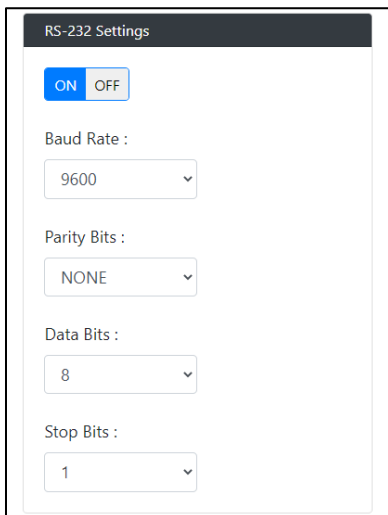 RS-232 Settings
ON OFF
Baud Rate :
9600
Parity Bits :
NONE
Data Bits :
8
Stop Bits :
1